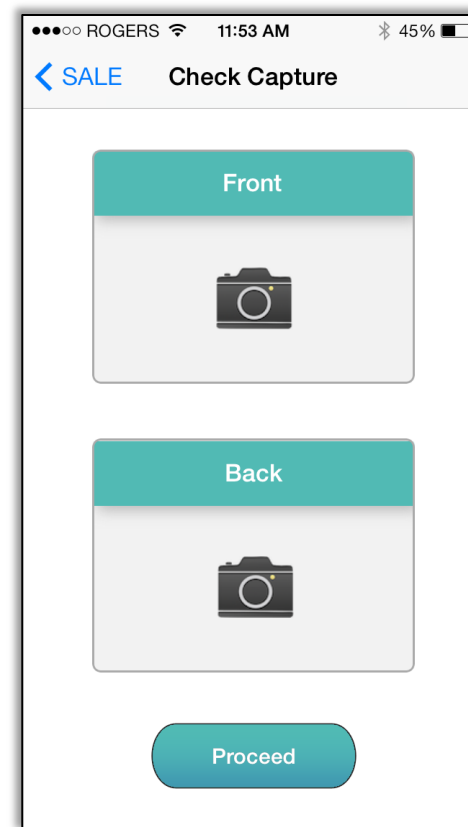 ROGERS 11:53 AM 45%
SALE Check Capture
Front
Back
Proceed